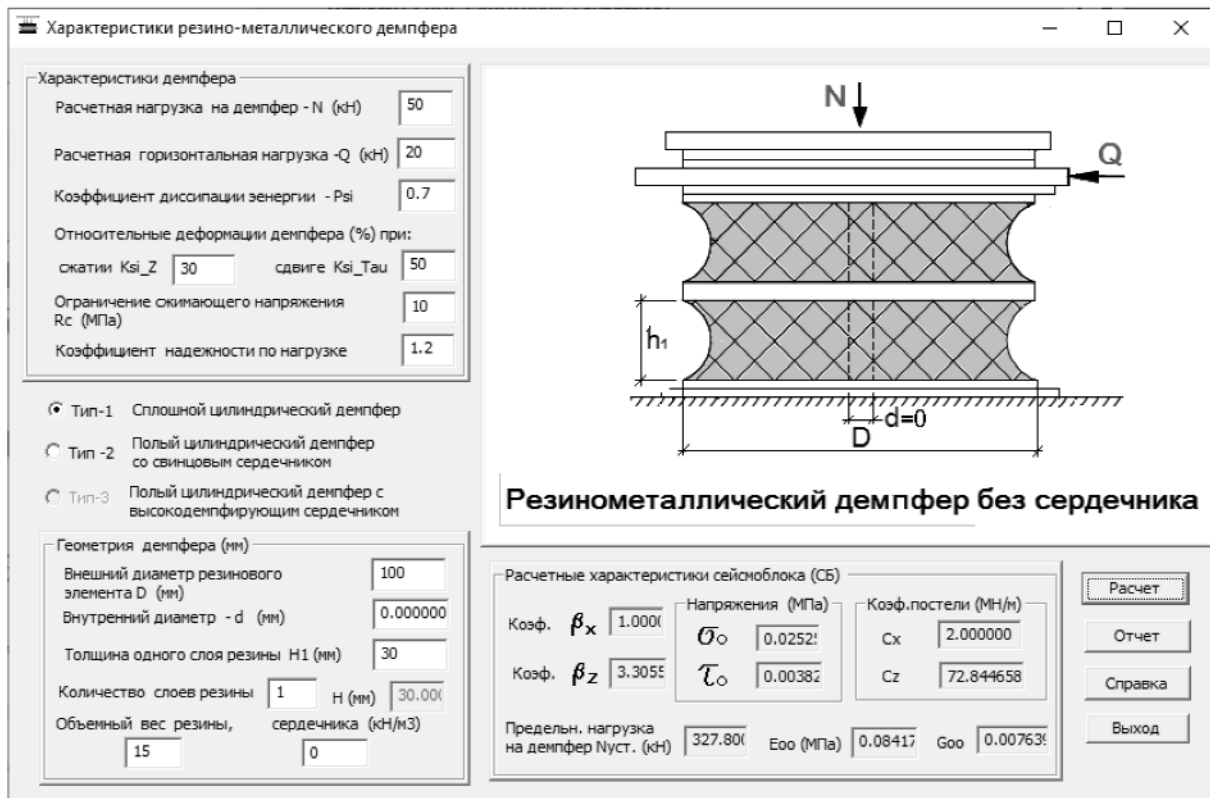 Характеристики резино-металлического демпфера
Характеристики демпфера
Расчетная нагрузка на демпфер - N (кН) 50
Расчетная горизонтальная нагрузка -Q (кН) 20
Коэффициент диссипации эенергии - Psi 0.7
Относительные деформации демпфера (%) при:
сжатии Ksi_Z 30 сдвиге Ksi_Tau 50
Ограничение сжимающего напряжения
Rc (МПа) 10
Коэффициент надежности по нагрузке 1.2
Тип-1 Сплошной цилиндрический демпфер
Тип -2 Полый цилиндрический демпфер
со свинцовым сердечником
Тип-3 Полый цилиндрический демпфер с
высокодемпфирующим сердечником
Геометрия демпфера (мм)
Внешний диаметр резинового
элемента D (мм) 100
Внутренний диаметр - d (мм) 0.000000
Толщина одного слоя резины H1 (мм) 30
Количество слоев резины 1 H (мм) 30.00
Объемный вес резины, сердечника (кН/м3)
15 0
N
Q
h₁
d=0
D
Резинометаллический демпфер без сердечника
Расчетные характеристики сейсмоблока (СБ)
Коэф. βx 1.000
Коэф. βz 3.3055
Напряжения (МПа)
σo 0.0252
τo 0.00382
Коэф.постели (МН/м)
Cx 2.000000
Cz 72.844658
Предельн. нагрузка
на демпфер Nуст. (кН) 327.80 Eoo (МПа) 0.08417 Goo 0.00763
Расчет
Отчет
Справка
Выход